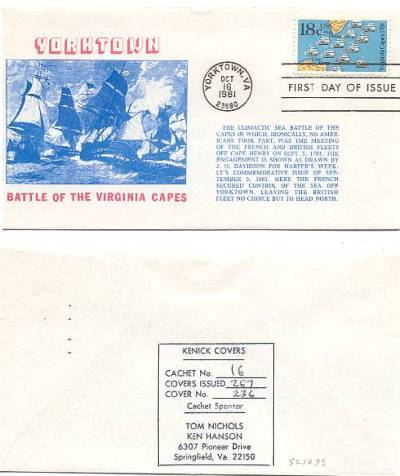 YORKTOWN
18c
YORKTOWN, VA
OCT
16
1981
23690
FIRST DAY OF ISSUE
THE CLIMACTIC SEA BATTLE OF THE
CAPES IN WHICH, IRONICALLY, NO AMER-
ICANS TOOK PART, WAS THE MEETING
OF THE FRENCH AND BRITISH FLEETS
OFF CAPE HENRY ON SEPT. 5, 1781. THE
ENGAGEMENT IS SHOWN AS DRAWN BY
J. O. DAVIDSON FOR HARPER'S WEEK-
LY'S COMMEMORATIVE ISSUE OF SEP-
TEMBER 5, 1881. HERE THE FRENCH
SECURED CONTROL OF THE SEA OFF
YORKTOWN, LEAVING THE BRITISH
FLEET NO CHOICE BUT TO HEAD NORTH.
BATTLE OF THE VIRGINIA CAPES
KENICK COVERS
CACHET No. 16
COVERS ISSUED 267
COVER No. 236
Cachet Sponsor
TOM NICHOLS
KEN HANSON
6307 Pioneer Drive
Springfield, Va. 22150